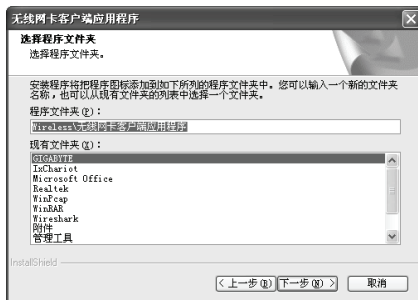 无线网卡客户端应用程序
选择程序文件夹
选择程序文件夹。
安装程序将把程序图标添加到如下所列的程序文件夹中。您可以输入一个新的文件夹
名称，也可以从现有文件夹的列表中选择一个文件夹。
程序文件夹(P)：
Wireless\无线网卡客户端应用程序
现有文件夹(X)：
GIGABYTE
IxChariot
Microsoft Office
Realtek
WinPcap
WinRAR
Wireshark
附件
管理工具
InstallShield
<上一步(B) 下一步(N)> 取消